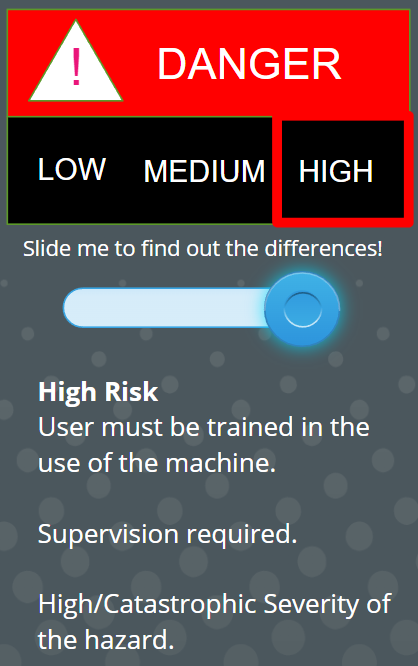 !
DANGER
LOW MEDIUM HIGH
Slide me to find out the differences!
High Risk
User must be trained in the
use of the machine.
Supervision required.
High/Catastrophic Severity of
the hazard.